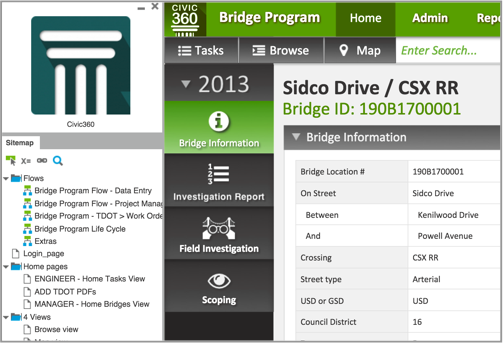 Civic360
Sitemap
X=
Flows
Bridge Program Flow - Data Entry
Bridge Program Flow - Project Manag
Bridge Program - TDOT > Work Orde
Bridge Program Life Cycle
Extras
Login_page
Home pages
ENGINEER - Home Tasks View
ADD TDOT PDFs
MANAGER - Home Bridges View
4 Views
Browse view
CIVIC
360
Bridge Program
Home
Admin
Repo
Tasks
Browse
Map
Enter Search...
2013
Bridge Information
1
2
3
Investigation Report
Field Investigation
Scoping
Sidco Drive / CSX RR
Bridge ID: 190B1700001
Bridge Information
Bridge Location # 190B1700001
On Street Sidco Drive
Between Kenilwood Drive
And Powell Avenue
Crossing CSX RR
Street type Arterial
USD or GSD USD
Council District 16